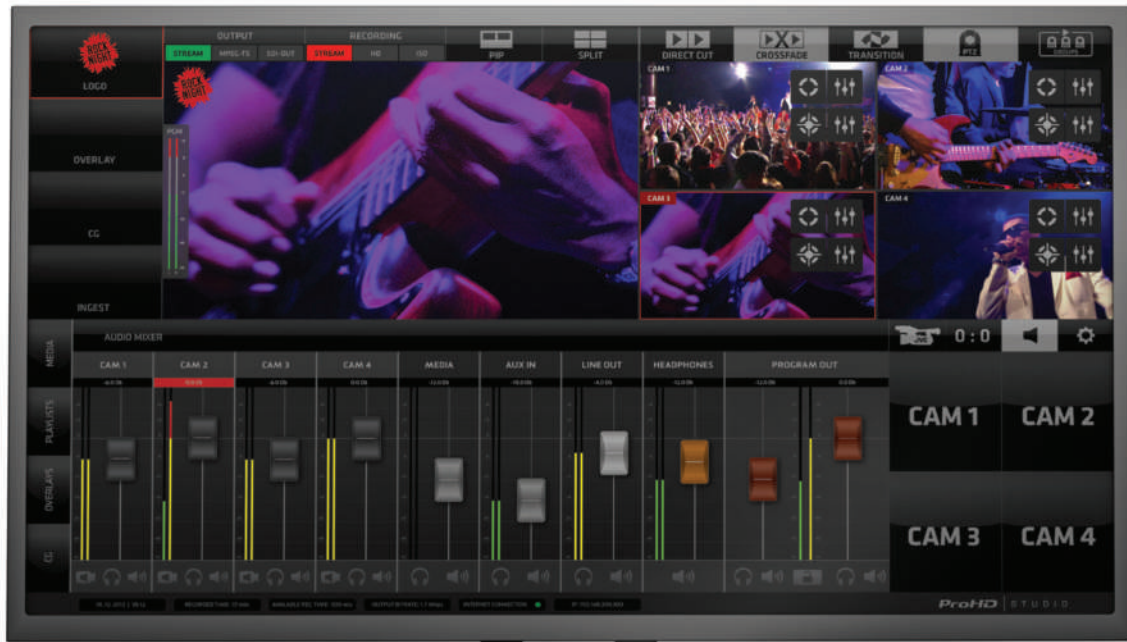 ROCK NIGHT
LOGO
OVERLAY
CG
INGEST
OUTPUT
RECORDING
STREAM MPEG-TS SDI-OUT STREAM HD ISO
PIP
SPLIT
DIRECT CUT
CROSSFADE
TRANSITION
PTZ
GROUPS
ROCK NIGHT
PGM
CAM 1
CAM 2
CAM 3
CAM 4
MEDIA
PLAYLISTS
OVERLAYS
CG
AUDIO MIXER
0:0
CAM 1 CAM 2 CAM 3 CAM 4 MEDIA AUX IN LINE OUT HEADPHONES PROGRAM OUT
CAM 1 CAM 2
CAM 3 CAM 4
INTERNET CONNECTION
ProHD STUDIO